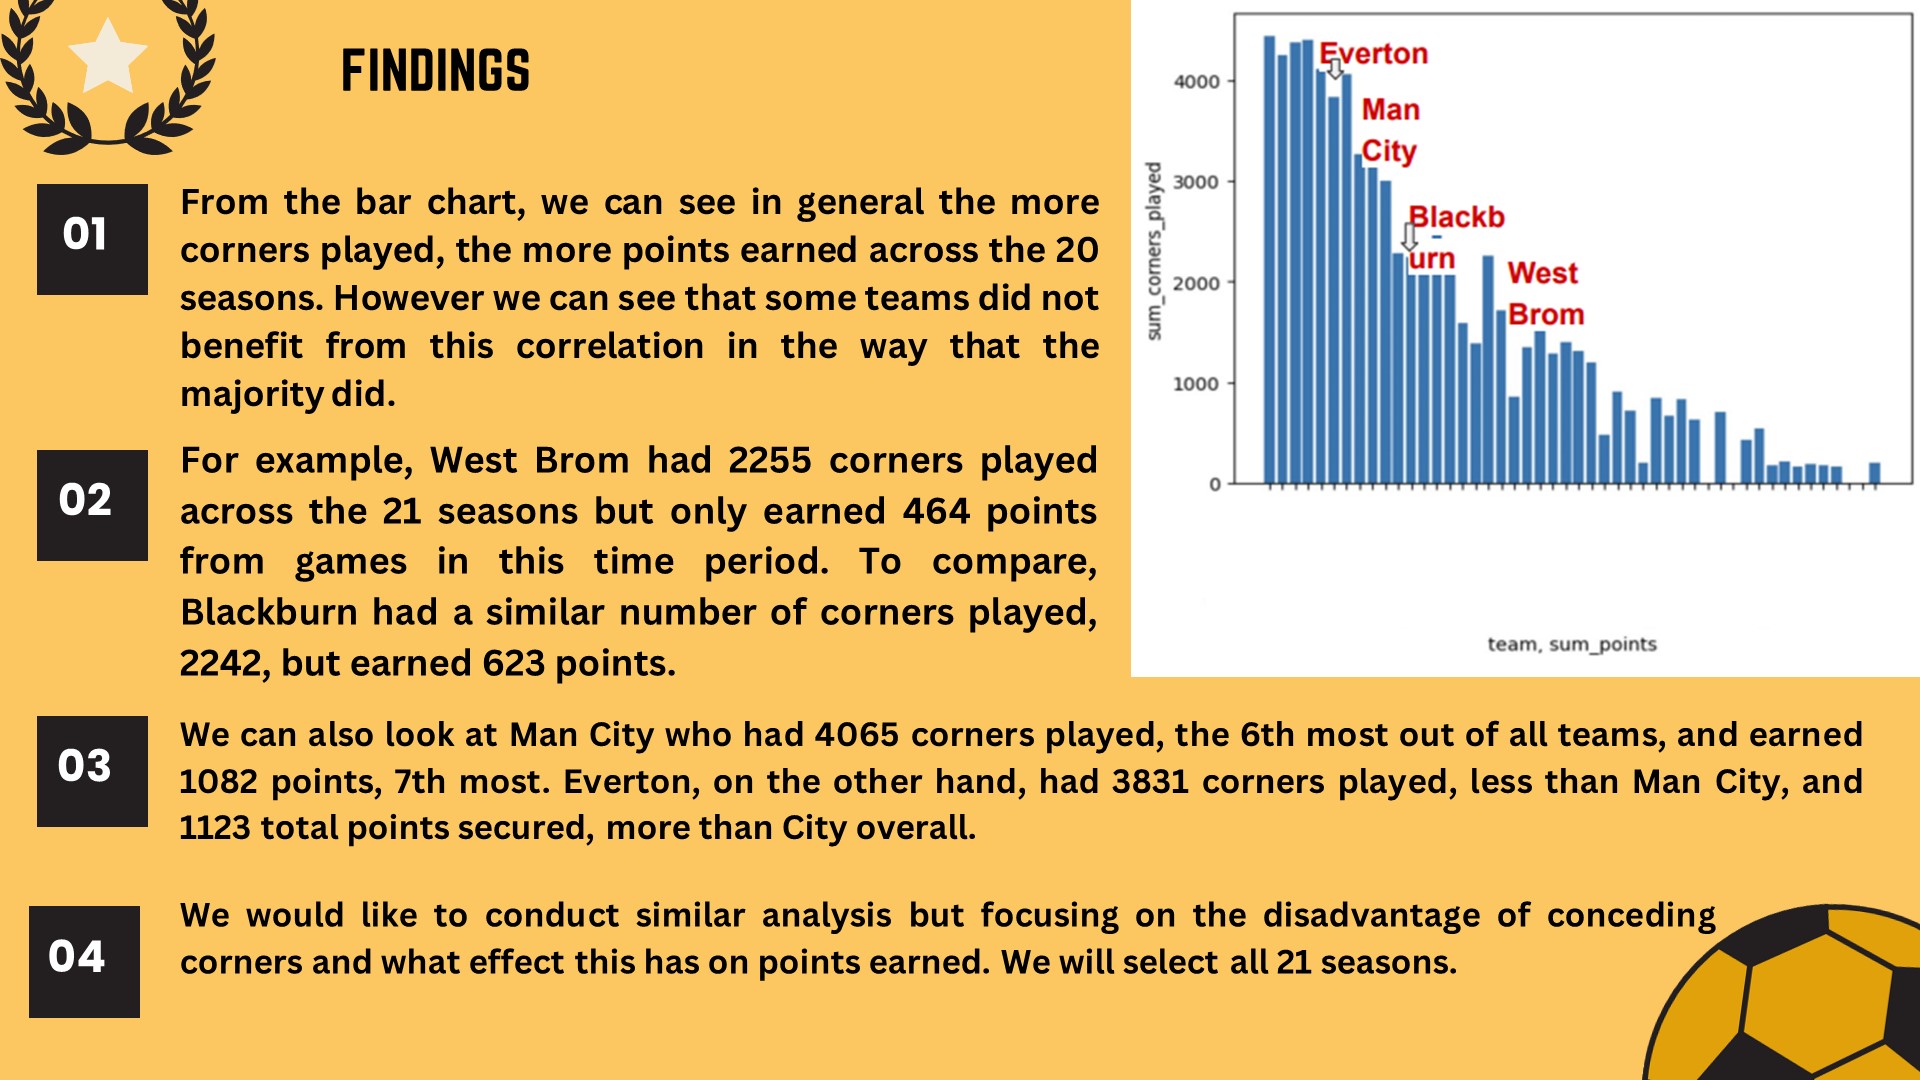 FINDINGS
01
From the bar chart, we can see in general the more
corners played, the more points earned across the 20
seasons. However we can see that some teams did not
benefit from this correlation in the way that the
majority did.
02
For example, West Brom had 2255 corners played
across the 21 seasons but only earned 464 points
from games in this time period. To compare,
Blackburn had a similar number of corners played,
2242, but earned 623 points.
03
We can also look at Man City who had 4065 corners played, the 6th most out of all teams, and earned
1082 points, 7th most. Everton, on the other hand, had 3831 corners played, less than Man City, and
1123 total points secured, more than City overall.
04
We would like to conduct similar analysis but focusing on the disadvantage of conceding
corners and what effect this has on points earned. We will select all 21 seasons.
sum_corners_played
4000
3000
2000
1000
0
Everton
Man
City
Blackb
urn
West
Brom
team, sum_points